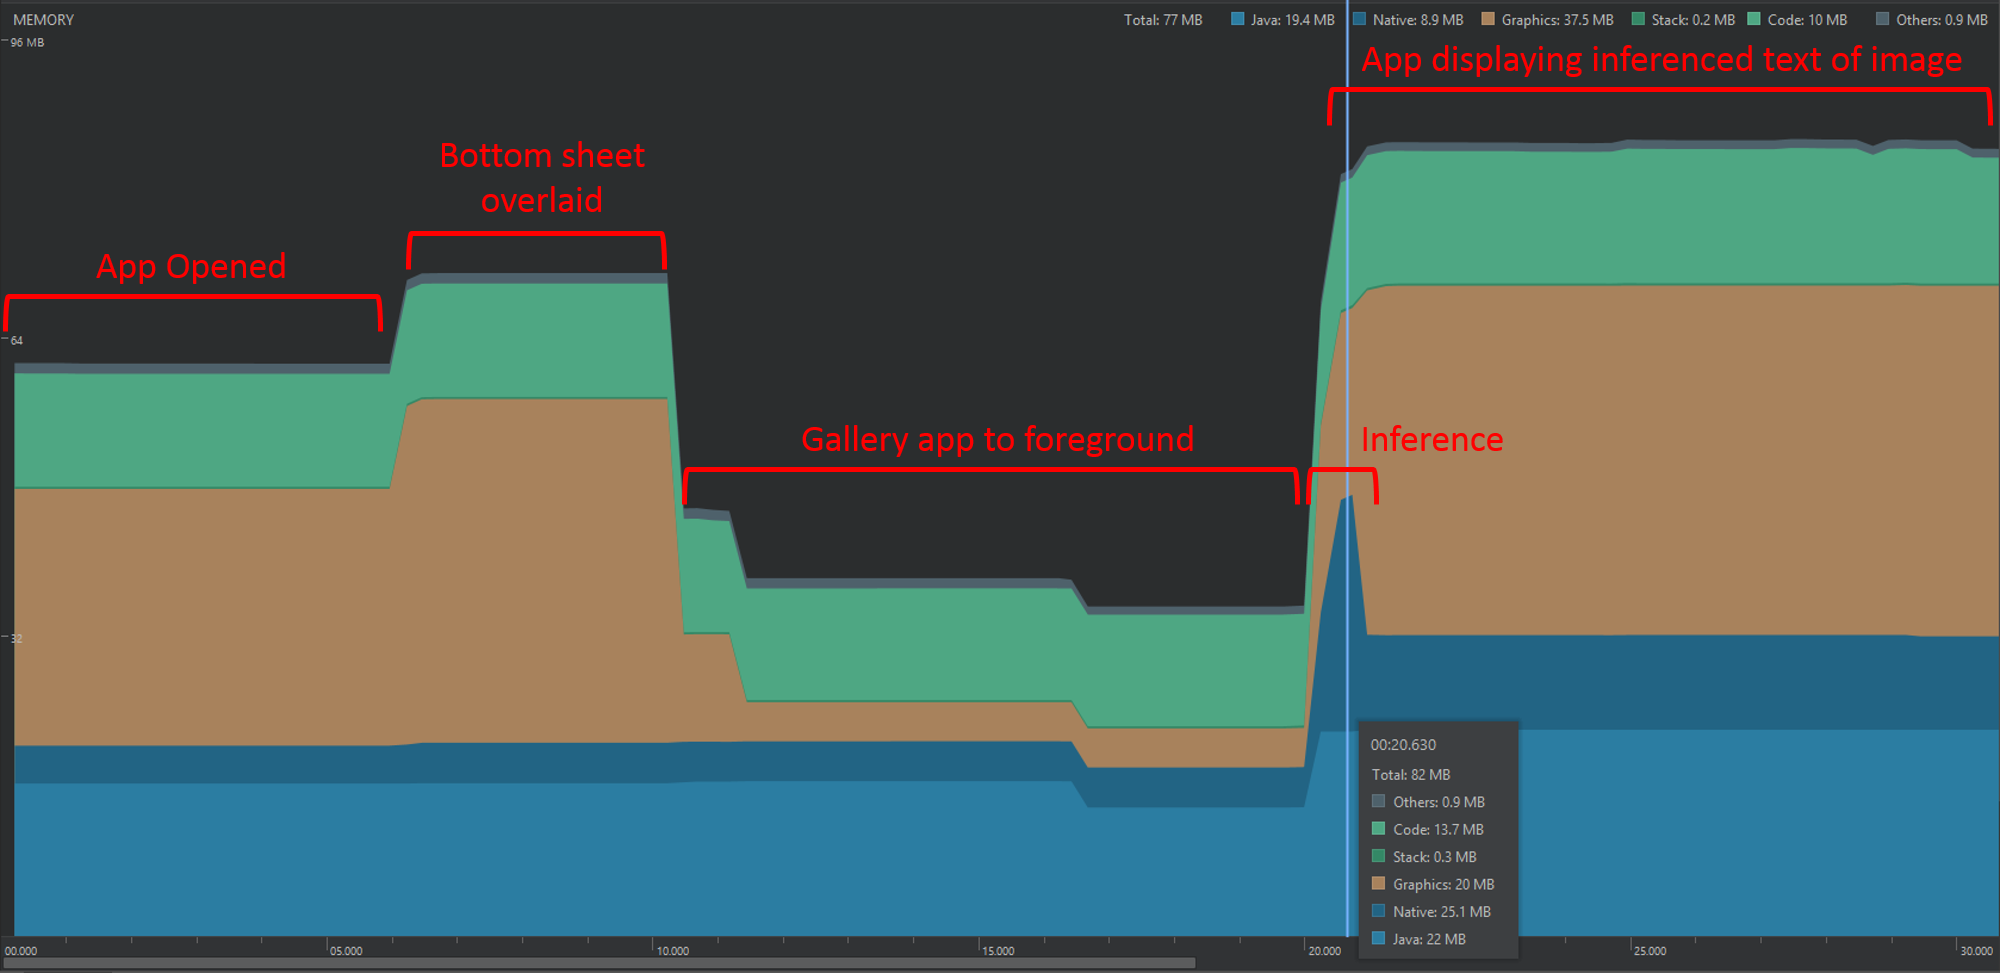 MEMORY
Total: 77 MB Java: 19.4 MB Native: 8.9 MB Graphics: 37.5 MB Stack: 0.2 MB Code: 10 MB Others: 0.9 MB
96 MB
App displaying inferenced text of image
Bottom sheet
overlaid
App Opened
64
Gallery app to foreground
Inference
32
00:20.630
Total: 82 MB
Others: 0.9 MB
Code: 13.7 MB
Stack: 0.3 MB
Graphics: 20 MB
Native: 25.1 MB
Java: 22 MB
00.000 05.000 10.000 15.000 20.000 25.000 30.000